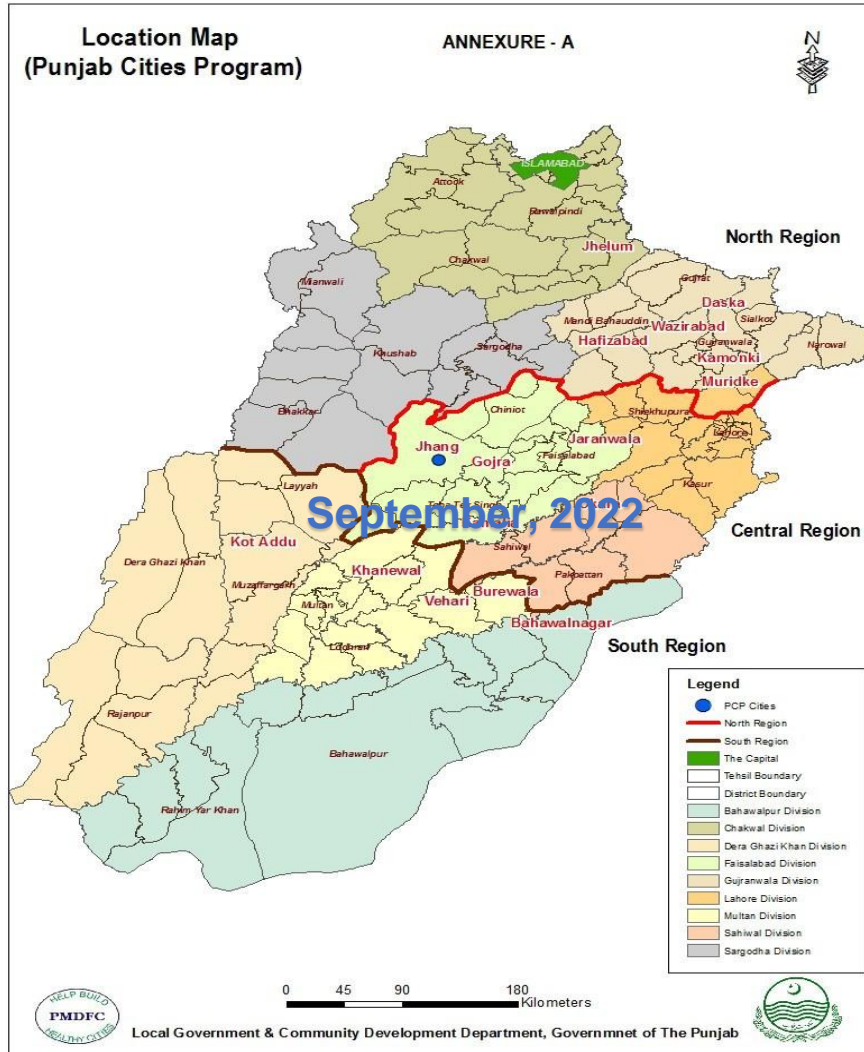 Location Map
(Punjab Cities Program)
ANNEXURE - A
N
ISLAMABAD
Attock
Rawalpindi
North Region
Jhelum
Chakwal
Mianwali
Gujrat
Daska
Mandi Bahauddin
Sialkot
Wazirabad
Khushab
Sargodha
Hafizabad
Gujranwala
Narowal
Kamonki
Muridke
Bhakkar
Chiniot
Shiekhupura
Jhang
Jaranwala
Lahore
Gojra
Faisalabad
Layyah
Kasur
September, 2022
Kot Addu
Central Region
Dera Ghazi Khan
Sahiwal
Khanewal
Pakpattan
Muzaffargarh
Multan
Vehari
Burewala
Bahawalnagar
Lodhran
South Region
Rajanpur
Bahawalpur
Rahim Yar Khan
Legend
PCP Cities
North Region
South Region
The Capital
Tehsil Boundary
District Boundary
Bahawalpur Division
Chakwal Division
Dera Ghazi Khan Division
Faisalabad Division
Gujranwala Division
Lahore Division
Multan Division
Sahiwal Division
Sargodha Division
0 45 90 180
Kilometers
HELP BUILD
PMDFC
HEALTHY CITIES
Local Government & Community Development Department, Governmnet of The Punjab